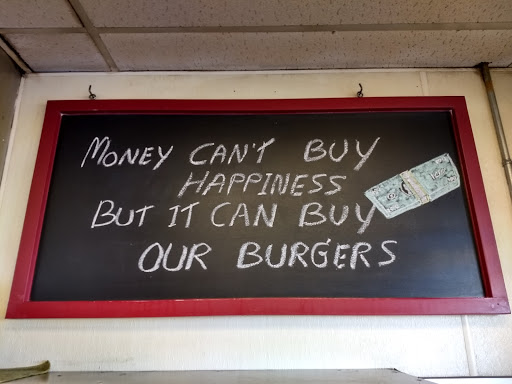 MONEY CAN'T BUY
HAPPINESS
BUT IT CAN BUY
OUR BURGERS